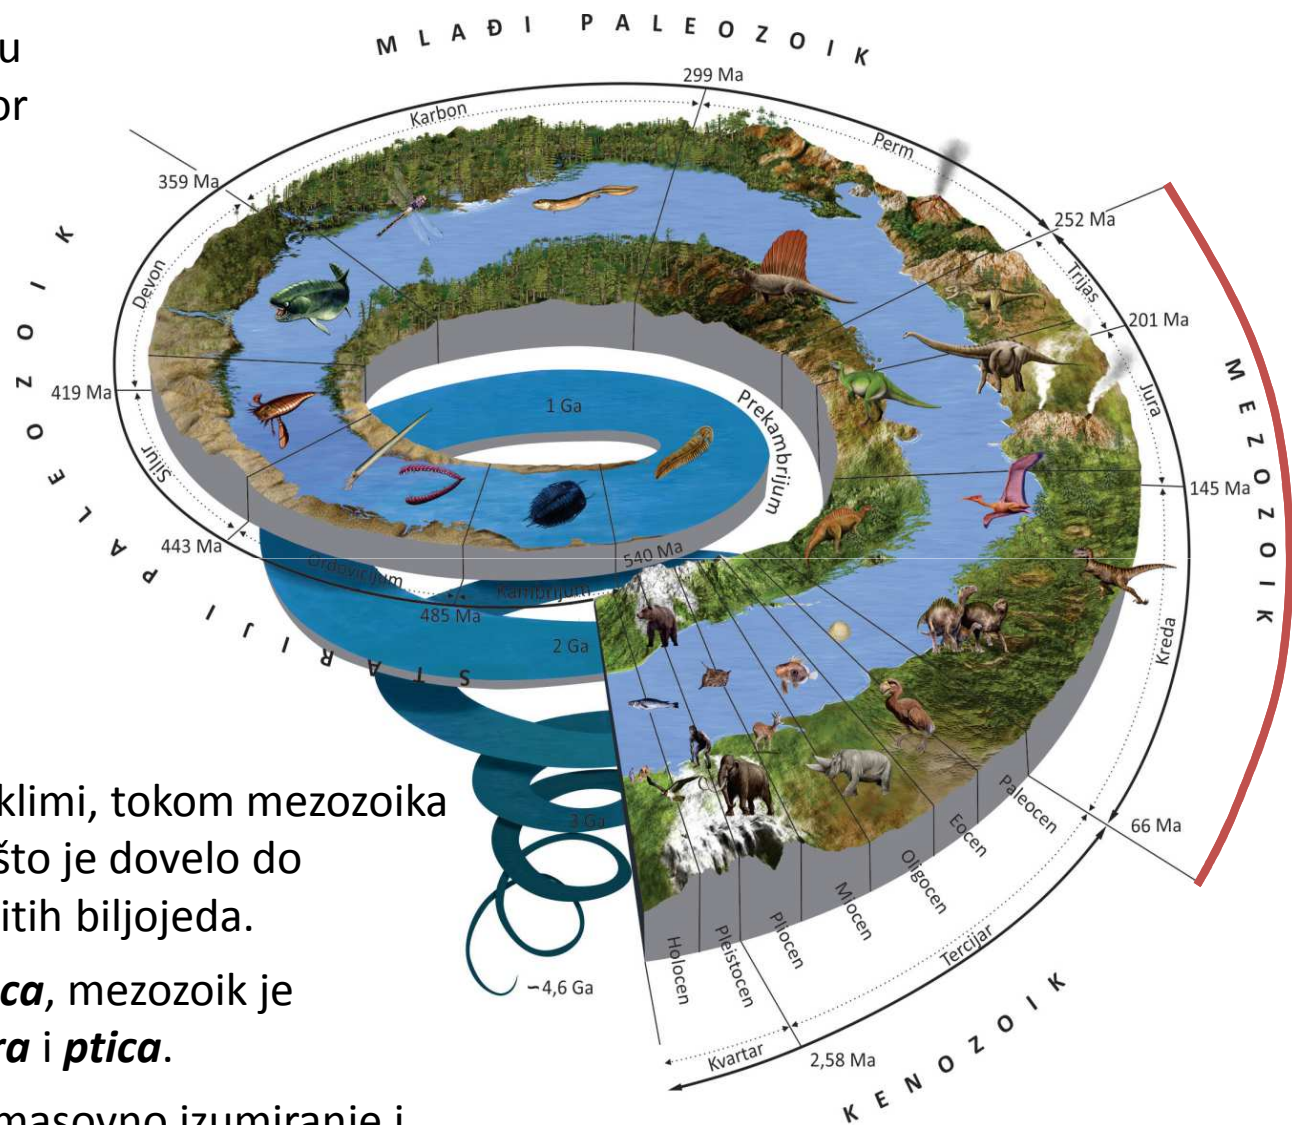 u
or
MLAĐI PALEOZOIK
299 Ma
Karbon
Perm
359 Ma
252 Ma
Devon
Trijas
201 Ma
Jura
419 Ma
1 Ga
Prekambrijum
MEZOZOIK
Silur
145 Ma
443 Ma
540 Ma
Ordovicijum
Kambrijum
485 Ma
STARIJI PALEOZOIK
2 Ga
Kreda
klimi, tokom mezozoika
što je dovelo do
itih biljojeda.
ca, mezozoik je
ra i ptica.
masovno izumiranje i
3 Ga
~4,6 Ga
Paleocen
66 Ma
Eocen
Oligocen
Miocen
Pliocen
Pleistocen
Holocen
Tercijar
Kvartar
2,58 Ma
KENOZOIK